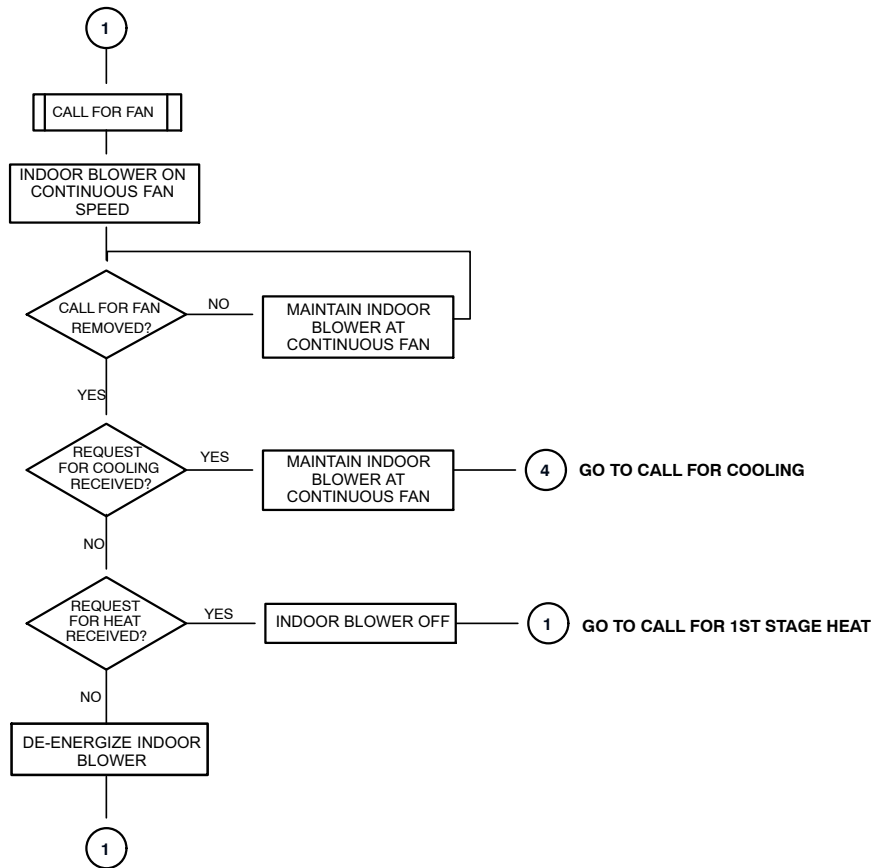 1
CALL FOR FAN
INDOOR BLOWER ON
CONTINUOUS FAN
SPEED
CALL FOR FAN
REMOVED?
NO
MAINTAIN INDOOR
BLOWER AT
CONTINUOUS FAN
YES
REQUEST
FOR COOLING
RECEIVED?
YES
MAINTAIN INDOOR
BLOWER AT
CONTINUOUS FAN
4
GO TO CALL FOR COOLING
NO
REQUEST
FOR HEAT
RECEIVED?
YES
INDOOR BLOWER OFF
1
GO TO CALL FOR 1ST STAGE HEAT
NO
DE-ENERGIZE INDOOR
BLOWER
1